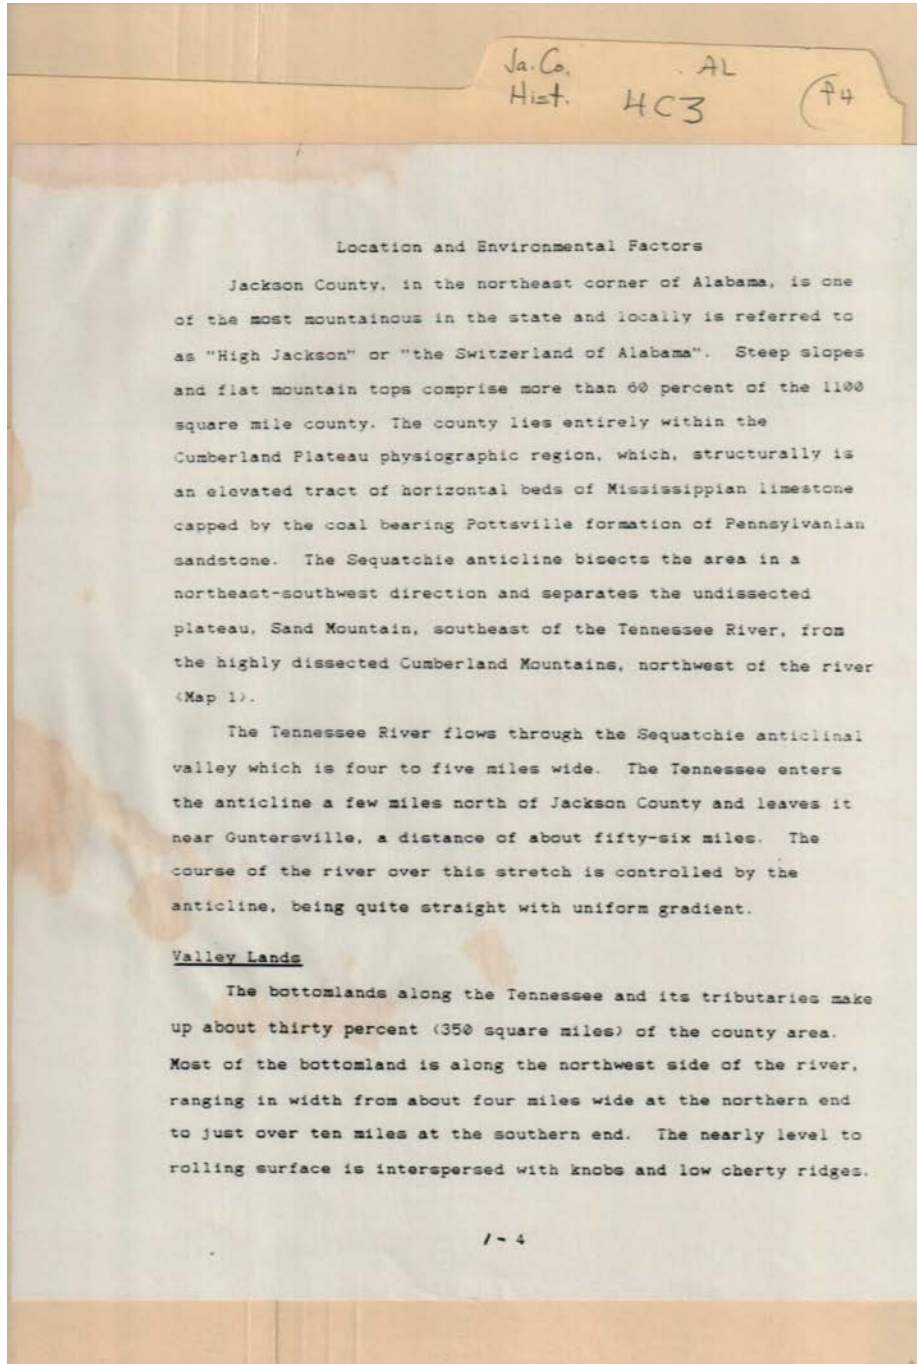 Ja. Co. AL
Hist. 4C3 P4
Location and Environmental Factors
Jackson County, in the northeast corner of Alabama, is one
of the most mountainous in the state and locally is referred to
as "High Jackson" or "the Switzerland of Alabama". Steep slopes
and flat mountain tops comprise more than 60 percent of the 1100
square mile county. The county lies entirely within the
Cumberland Plateau physiographic region, which, structurally is
an elevated tract of horizontal beds of Mississippian limestone
capped by the coal bearing Pottsville formation of Pennsylvanian
sandstone. The Sequatchie anticline bisects the area in a
northeast-southwest direction and separates the undissected
plateau, Sand Mountain, southeast of the Tennessee River, from
the highly dissected Cumberland Mountains, northwest of the river
(Map 1).
The Tennessee River flows through the Sequatchie anticlinal
valley which is four to five miles wide. The Tennessee enters
the anticline a few miles north of Jackson County and leaves it
near Guntersville, a distance of about fifty-six miles. The
course of the river over this stretch is controlled by the
anticline, being quite straight with uniform gradient.
Valley Lands
The bottomlands along the Tennessee and its tributaries make
up about thirty percent (350 square miles) of the county area.
Most of the bottomland is along the northwest side of the river,
ranging in width from about four miles wide at the northern end
to just over ten miles at the southern end. The nearly level to
rolling surface is interspersed with knobs and low cherty ridges.
1-4